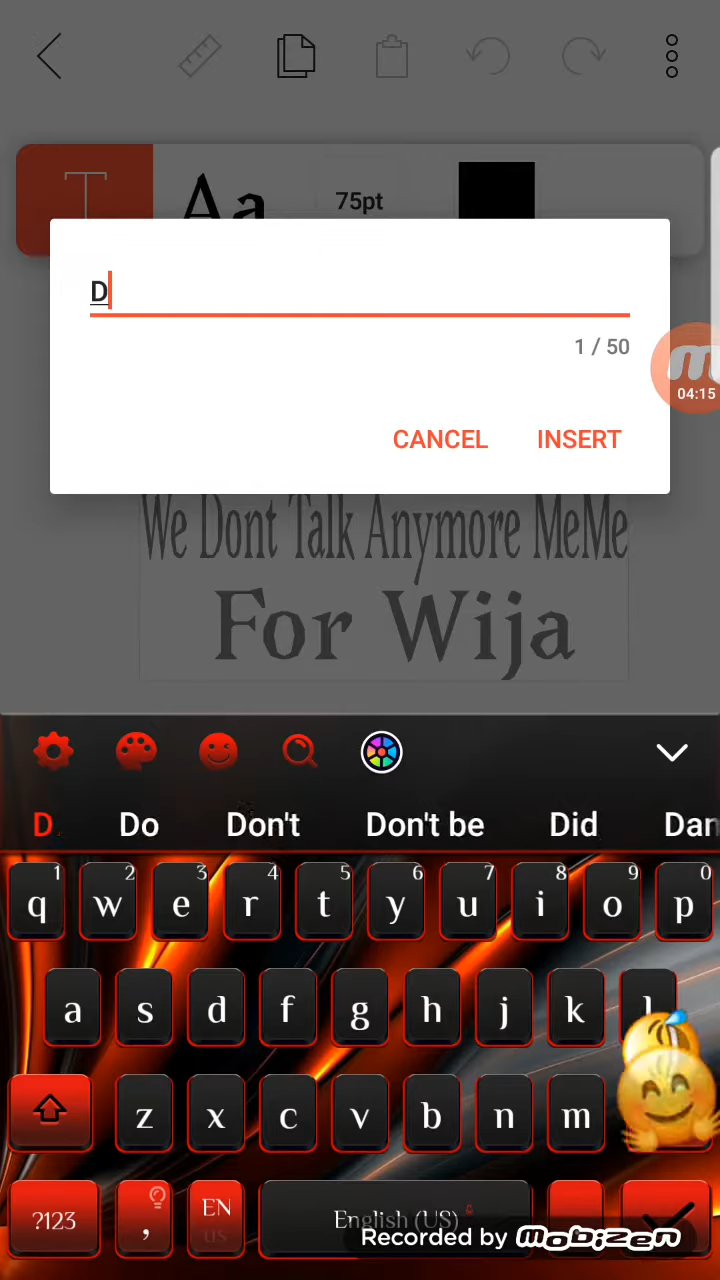 T Aa 75pt
D
1 / 50
m
04:15
CANCEL INSERT
We Dont Talk Anymore MeMe
For Wija
D Do Don't Don't be Did Dan
q 1 w 2 e 3 r 4 t 5 y 6 u 7 i 8 o 9 p 0
a s d f g h j k l
z x c v b n m
?123 , EN us English (US)
Recorded by mobizen